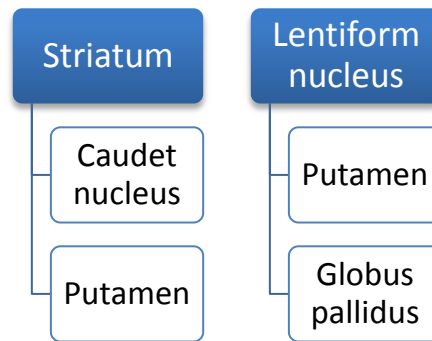 Striatum
Caudet
nucleus
Putamen
Lentiform
nucleus
Putamen
Globus
pallidus